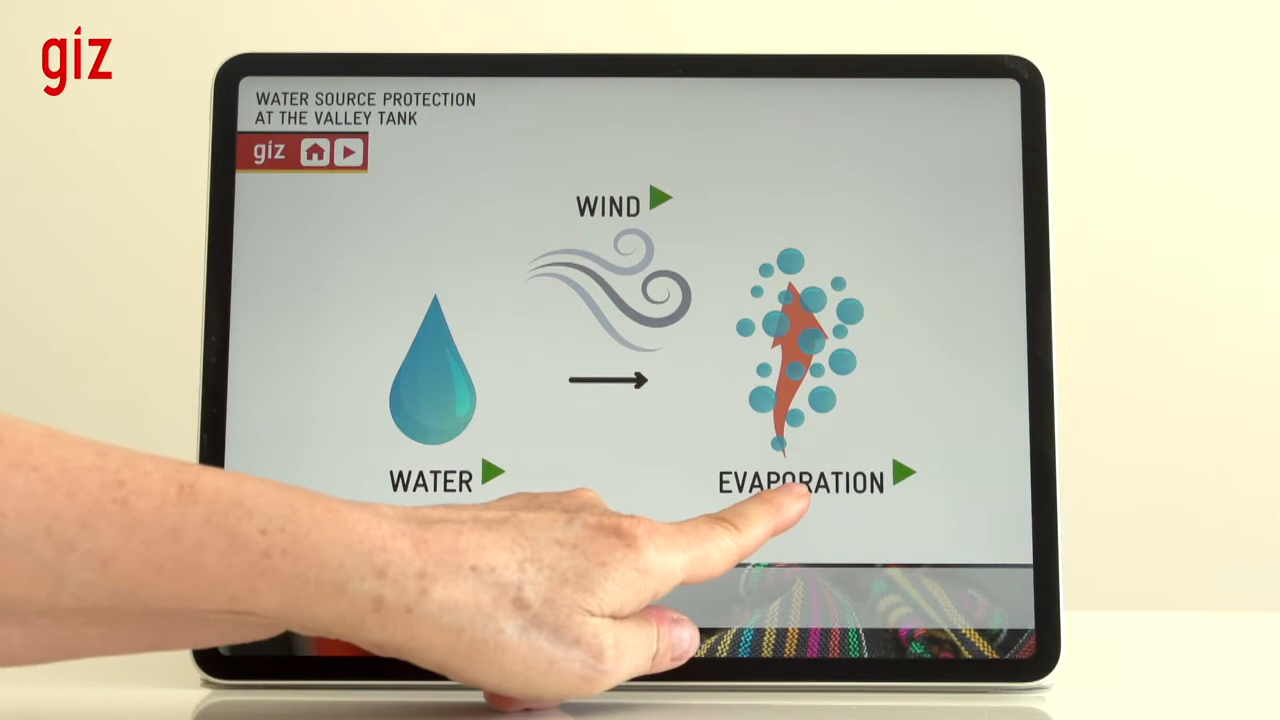 giz
WATER SOURCE PROTECTION
AT THE VALLEY TANK
giz
WIND
WATER
EVAPORATION